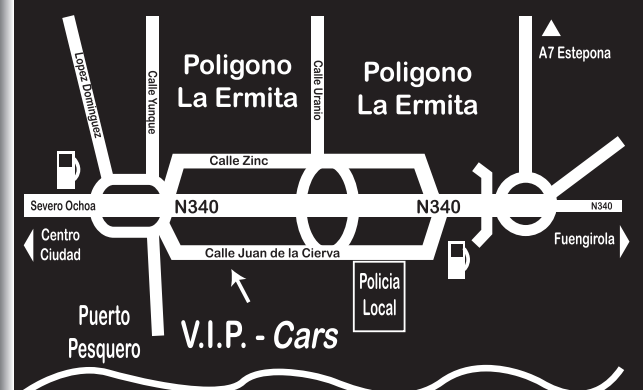 Lopez Dominguez
Calle Yunque
Poligono
La Ermita
Calle Uranio
Poligono
La Ermita
A7 Estepona
Calle Zinc
Severo Ochoa
N340
N340
N340
Centro
Ciudad
Fuengirola
Calle Juan de la Cierva
Policia
Local
Puerto
Pesquero
V.I.P. - Cars